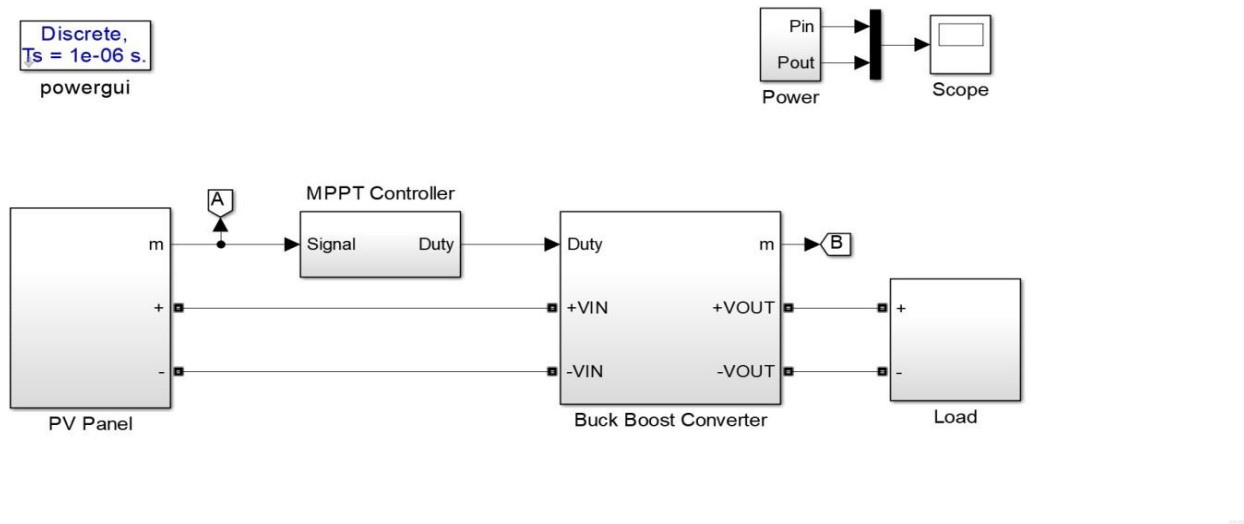 Discrete,
Ts = 1e-06 s.
powergui
Pin
Pout
Power
Scope
A
MPPT Controller
m
Signal
Duty
Duty
m
B
+
+VIN
+VOUT
+
-
-VIN
-VOUT
-
PV Panel
Buck Boost Converter
Load